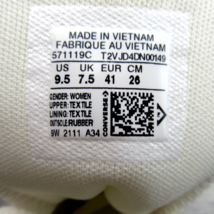 MADE IN VIETNAM
FABRIQUE AU VIETNAM
571119C T2VJD4DN00149
US UK EUR CM
9.5 7.5 41 26
GENDER: WOMEN
UPPER: TEXTILE
LINING: TEXTILE
OUTSOLE: RUBBER
9W 2111 A34
CONVERSE